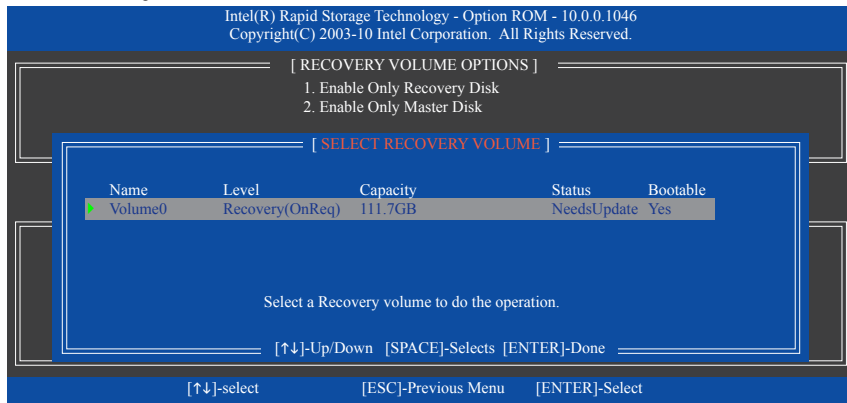 Intel(R) Rapid Storage Technology - Option ROM - 10.0.0.1046
Copyright(C) 2003-10 Intel Corporation. All Rights Reserved.
[ RECOVERY VOLUME OPTIONS ]
1. Enable Only Recovery Disk
2. Enable Only Master Disk
[ SELECT RECOVERY VOLUME ]
Name Level Capacity Status Bootable
Volume0 Recovery(OnReq) 111.7GB NeedsUpdate Yes
Select a Recovery volume to do the operation.
[↑↓]-Up/Down [SPACE]-Selects [ENTER]-Done
[↑↓]-select [ESC]-Previous Menu [ENTER]-Select